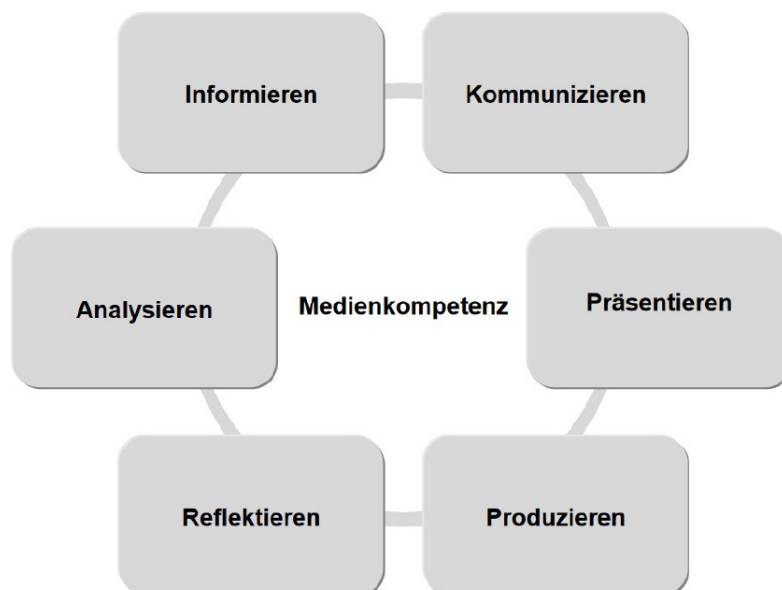 Informieren
Kommunizieren
Analysieren
Medienkompetenz
Präsentieren
Reflektieren
Produzieren